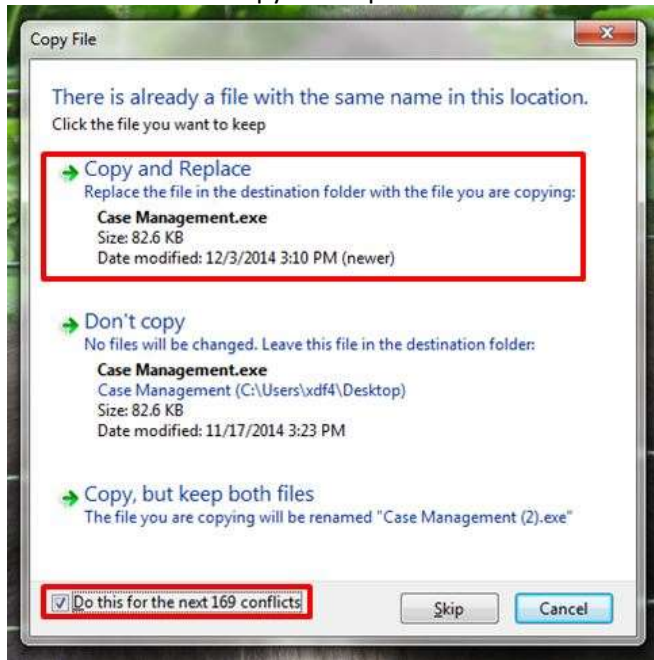 Copy File
There is already a file with the same name in this location.
Click the file you want to keep
Copy and Replace
Replace the file in the destination folder with the file you are copying:
Case Management.exe
Size: 82.6 KB
Date modified: 12/3/2014 3:10 PM (newer)
Don't copy
No files will be changed. Leave this file in the destination folder:
Case Management.exe
Case Management (C:\Users\xdf4\Desktop)
Size: 82.6 KB
Date modified: 11/17/2014 3:23 PM
Copy, but keep both files
The file you are copying will be renamed "Case Management (2).exe"
Do this for the next 169 conflicts
Skip
Cancel